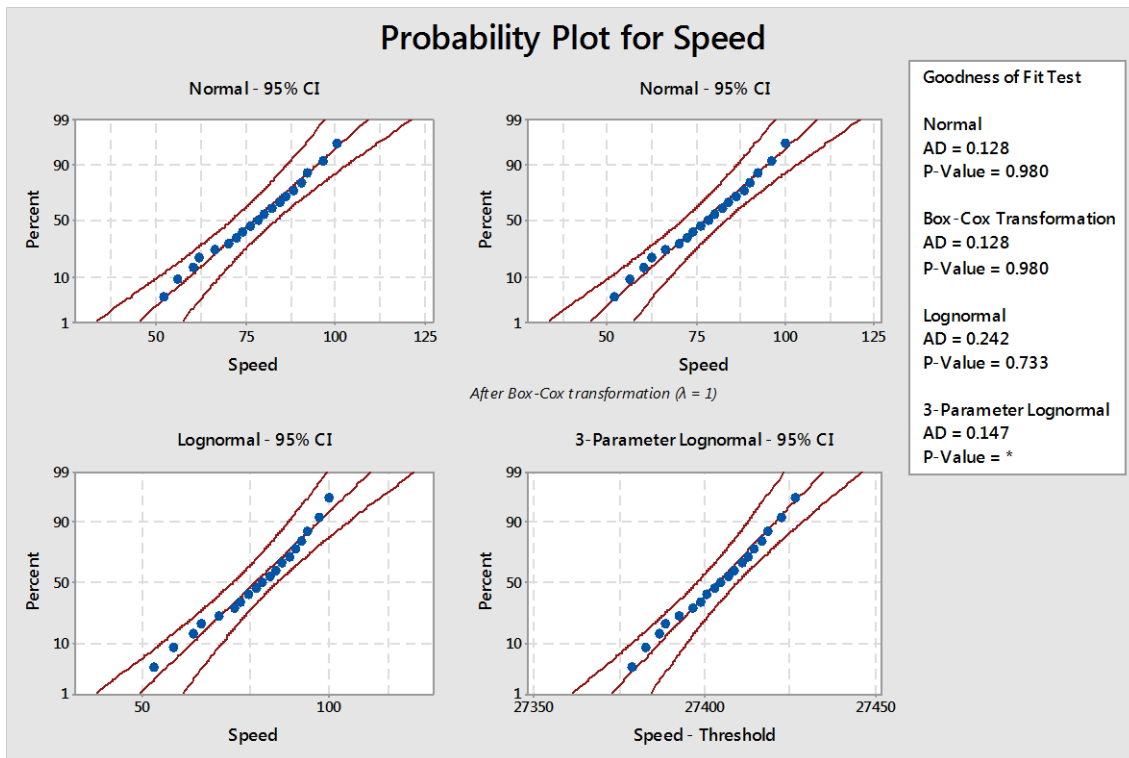 Probability Plot for Speed
Normal - 95% CI
99
90
50
10
1
Percent
50
75
100
125
Speed
Normal - 95% CI
99
90
50
10
1
Percent
50
75
100
125
Speed
After Box-Cox transformation (λ = 1)
Lognormal - 95% CI
99
90
50
10
1
Percent
50
100
Speed
3-Parameter Lognormal - 95% CI
99
90
50
10
1
Percent
27350
27400
27450
Speed - Threshold
Goodness of Fit Test
Normal
AD = 0.128
P-Value = 0.980
Box-Cox Transformation
AD = 0.128
P-Value = 0.980
Lognormal
AD = 0.242
P-Value = 0.733
3-Parameter Lognormal
AD = 0.147
P-Value = *